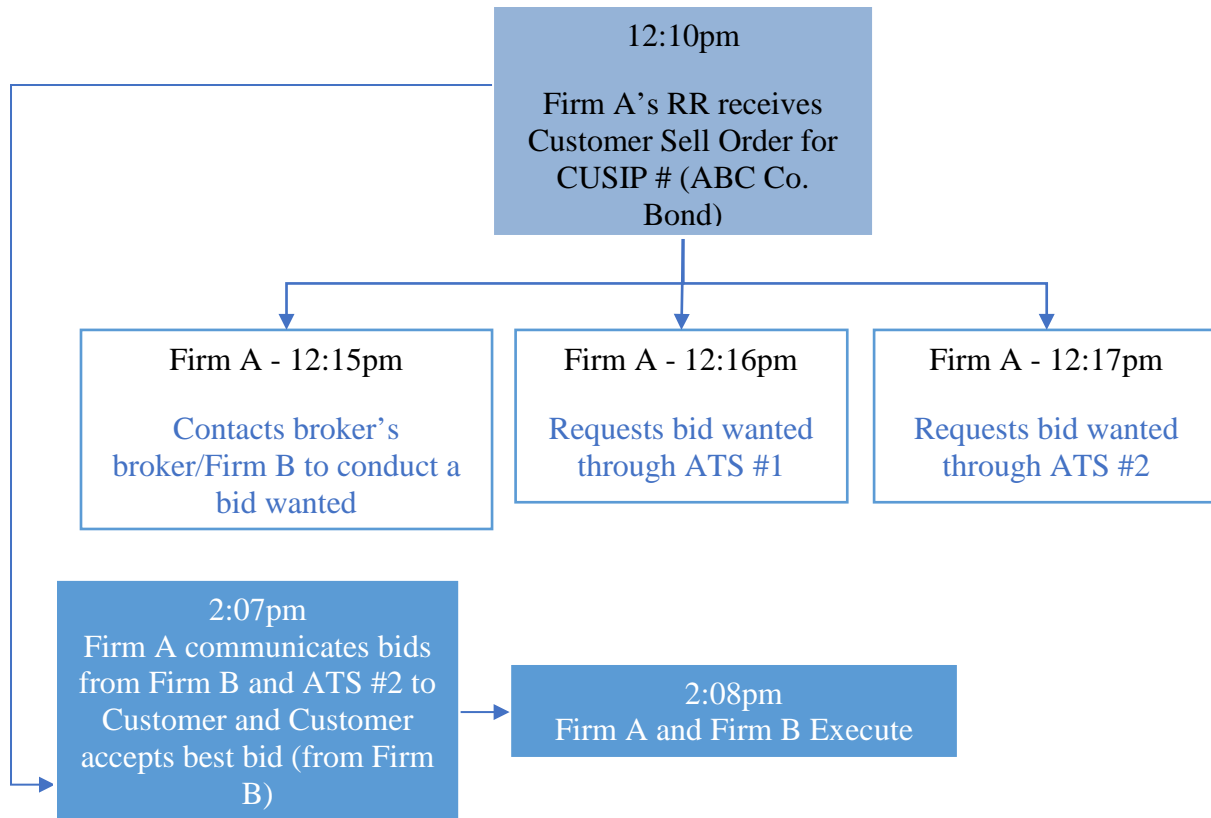 12:10pm
Firm A’s RR receives
Customer Sell Order for
CUSIP # (ABC Co.
Bond)
Firm A - 12:15pm
Contacts broker’s
broker/Firm B to conduct a
bid wanted
Firm A - 12:16pm
Requests bid wanted
through ATS #1
Firm A - 12:17pm
Requests bid wanted
through ATS #2
2:07pm
Firm A communicates bids
from Firm B and ATS #2 to
Customer and Customer
accepts best bid (from Firm
B)
2:08pm
Firm A and Firm B Execute